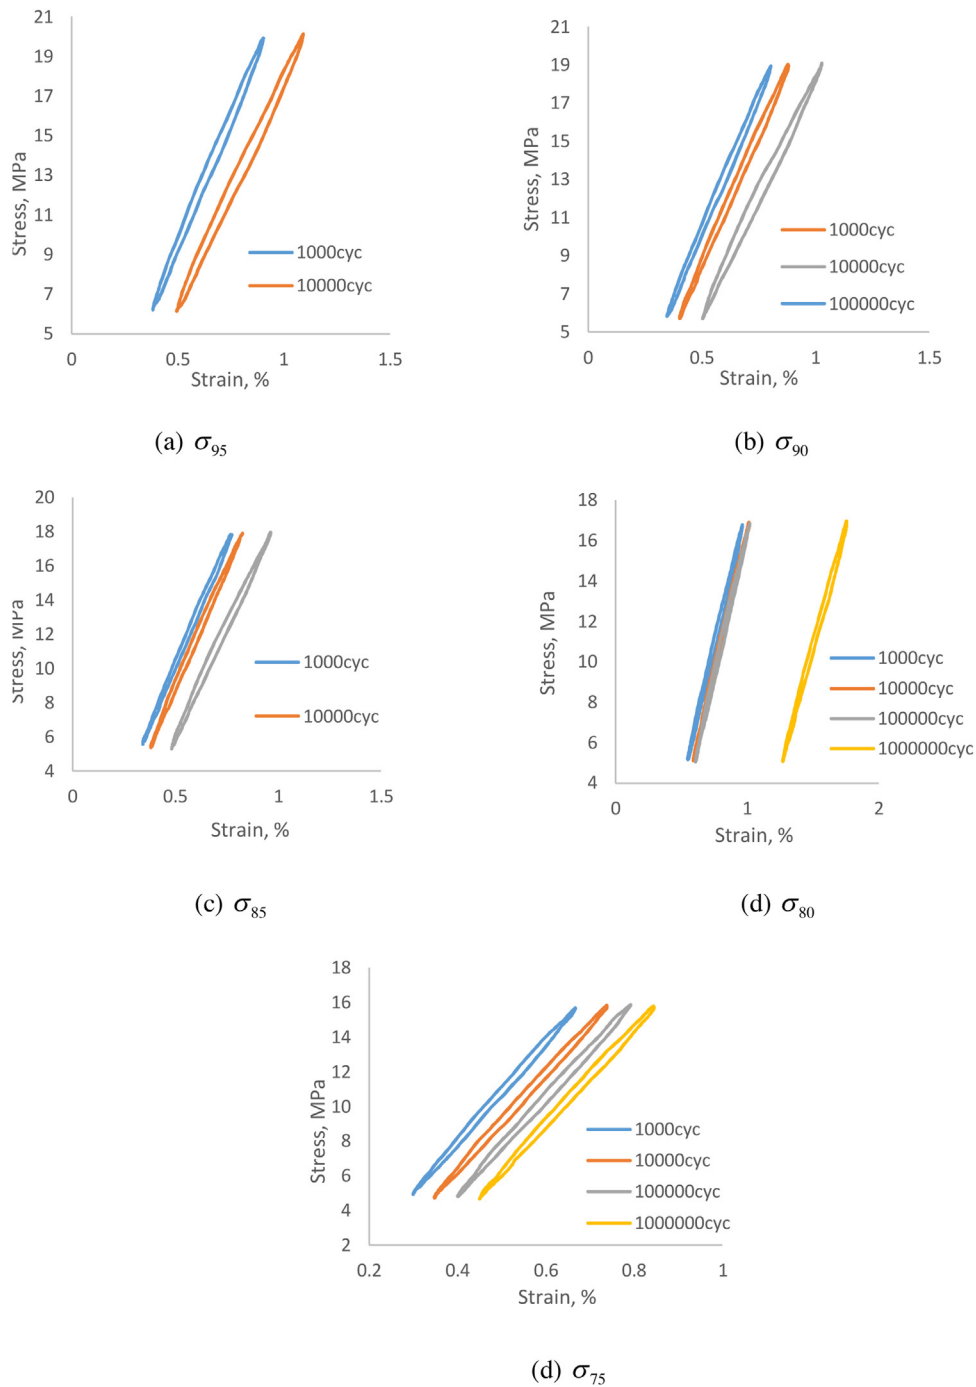 21
19
17
15
13
11
9
7
5
Stress, MPa
0
0.5
1
1.5
Strain, %
1000cyc
10000cyc
(a) σ95
21
19
17
15
13
11
9
7
5
Stress, MPa
0
0.5
1
1.5
Strain, %
1000cyc
10000cyc
100000cyc
(b) σ90
20
18
16
14
12
10
8
6
4
Stress, MPa
0
0.5
1
1.5
Strain, %
1000cyc
10000cyc
(c) σ85
18
16
14
12
10
8
6
4
Stress, MPa
0
1
2
Strain, %
1000cyc
10000cyc
100000cyc
1000000cyc
(d) σ80
18
16
14
12
10
8
6
4
2
Stress, MPa
0.2
0.4
0.6
0.8
1
Strain, %
1000cyc
10000cyc
100000cyc
1000000cyc
(d) σ75